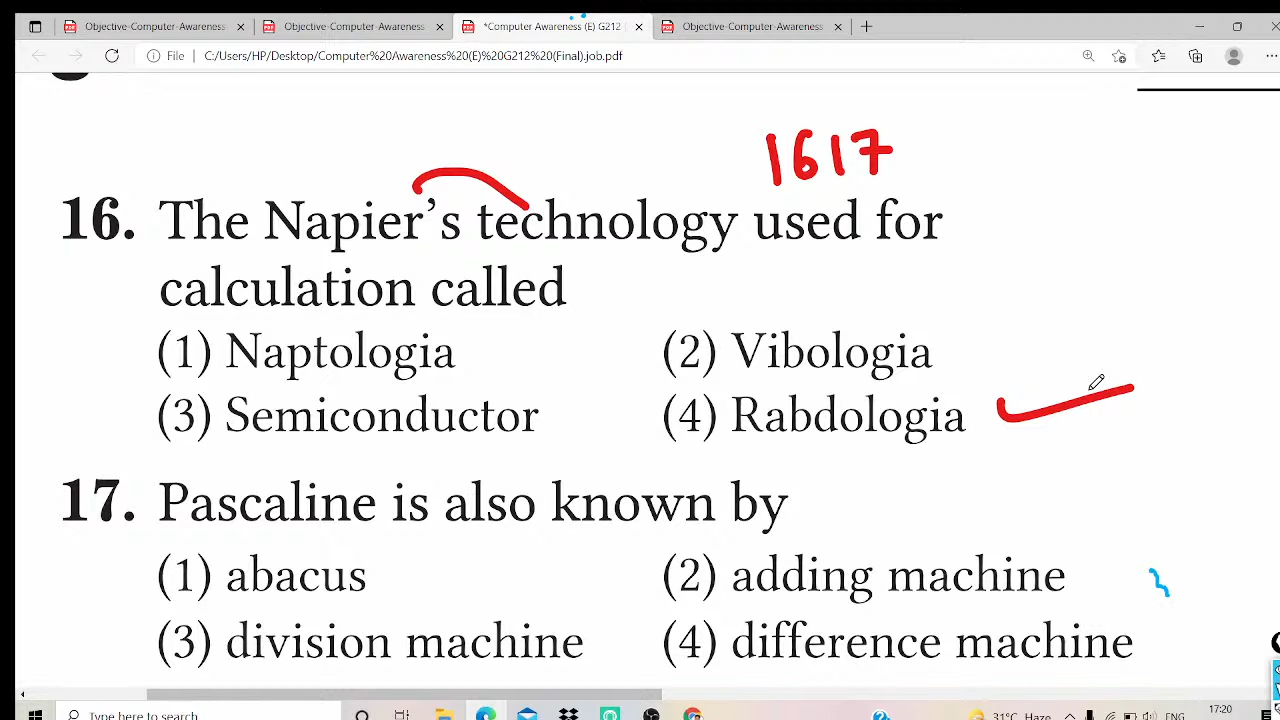 Objective-Computer-Awareness
Objective-Computer-Awareness
*Computer Awareness (E) G212
Objective-Computer-Awareness
File
C:/Users/HP/Desktop/Computer%20Awareness%20(E)%20G212%20(Final).job.pdf
1617
16. The Napier's technology used for
calculation called
(1) Naptologia (2) Vibologia
(3) Semiconductor (4) Rabdologia
17. Pascaline is also known by
(1) abacus (2) adding machine
(3) division machine (4) difference machine
Type here to search
31°C Haze
ENG
17:20